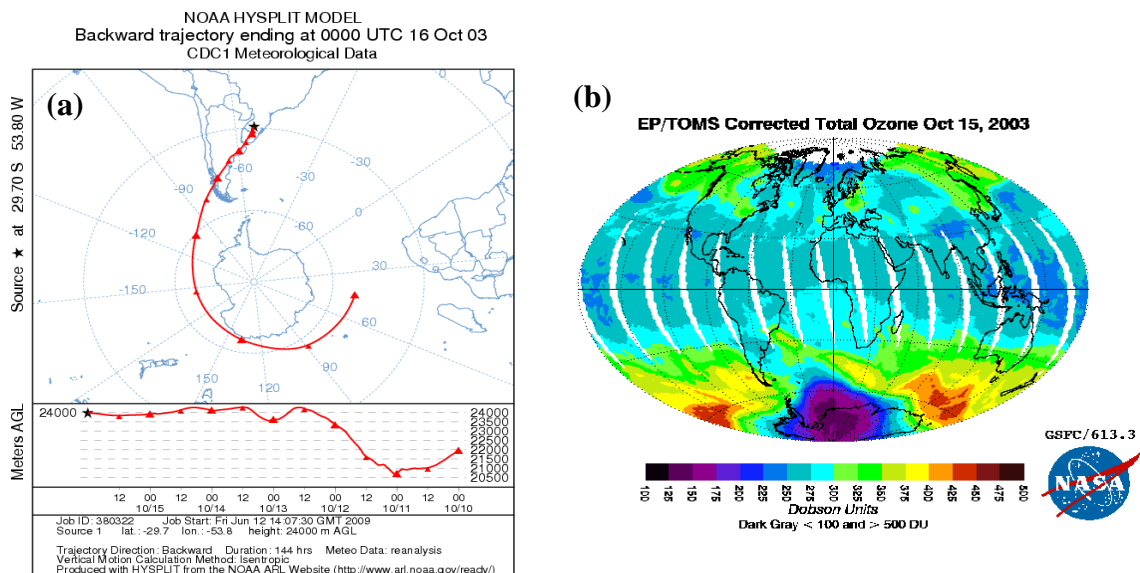 NOAA HYSPLIT MODEL
Backward trajectory ending at 0000 UTC 16 Oct 03
CDC1 Meteorological Data
(a)
Source ★ at 29.70 S 53.80 W
-30
-60
-90
-30
0
-120
-60
30
-150
60
150
120
90
Meters AGL
24000
24000
23500
23000
22500
22000
21500
21000
20500
12 00 12 00 12 00 12 00 12 00 12 00
10/15 10/14 10/13 10/12 10/11 10/10
Job ID: 380322 Job Start: Fri Jun 12 14:07:30 GMT 2009
Source 1 lat.: -29.7 lon.: -53.8 height: 24000 m AGL
Trajectory Direction: Backward Duration: 144 hrs Meteo Data: reanalysis
Vertical Motion Calculation Method: Isentropic
Produced with HYSPLIT from the NOAA ARL Website (http://www.arl.noaa.gov/ready/)
(b)
EP/TOMS Corrected Total Ozone Oct 15, 2003
GSFC/613.3
NASA
100 125 150 175 200 225 250 275 300 325 350 375 400 425 450 475 500
Dobson Units
Dark Gray < 100 and > 500 DU